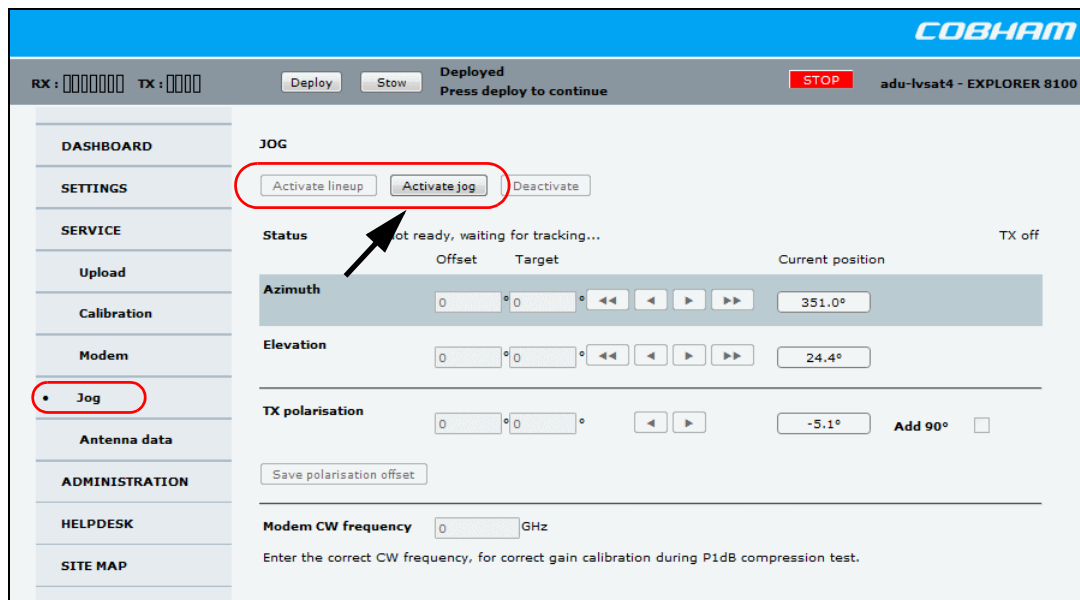 COBHAM
RX : TX : Deploy Stow Deployed STOP adu-lvsat4 - EXPLORER 8100
Press deploy to continue
DASHBOARD
SETTINGS
SERVICE
Upload
Calibration
Modem
• Jog
Antenna data
ADMINISTRATION
HELPDESK
SITE MAP
JOG
Activate lineup Activate jog Deactivate
Status ot ready, waiting for tracking... TX off
Offset Target Current position
Azimuth 0 ° 0 ° ◀◀ ◀ ▶ ▶▶ 351.0°
Elevation 0 ° 0 ° ◀◀ ◀ ▶ ▶▶ 24.4°
TX polarisation 0 ° 0 ° ◀ ▶ -5.1° Add 90°
Save polarisation offset
Modem CW frequency 0 GHz
Enter the correct CW frequency, for correct gain calibration during P1dB compression test.